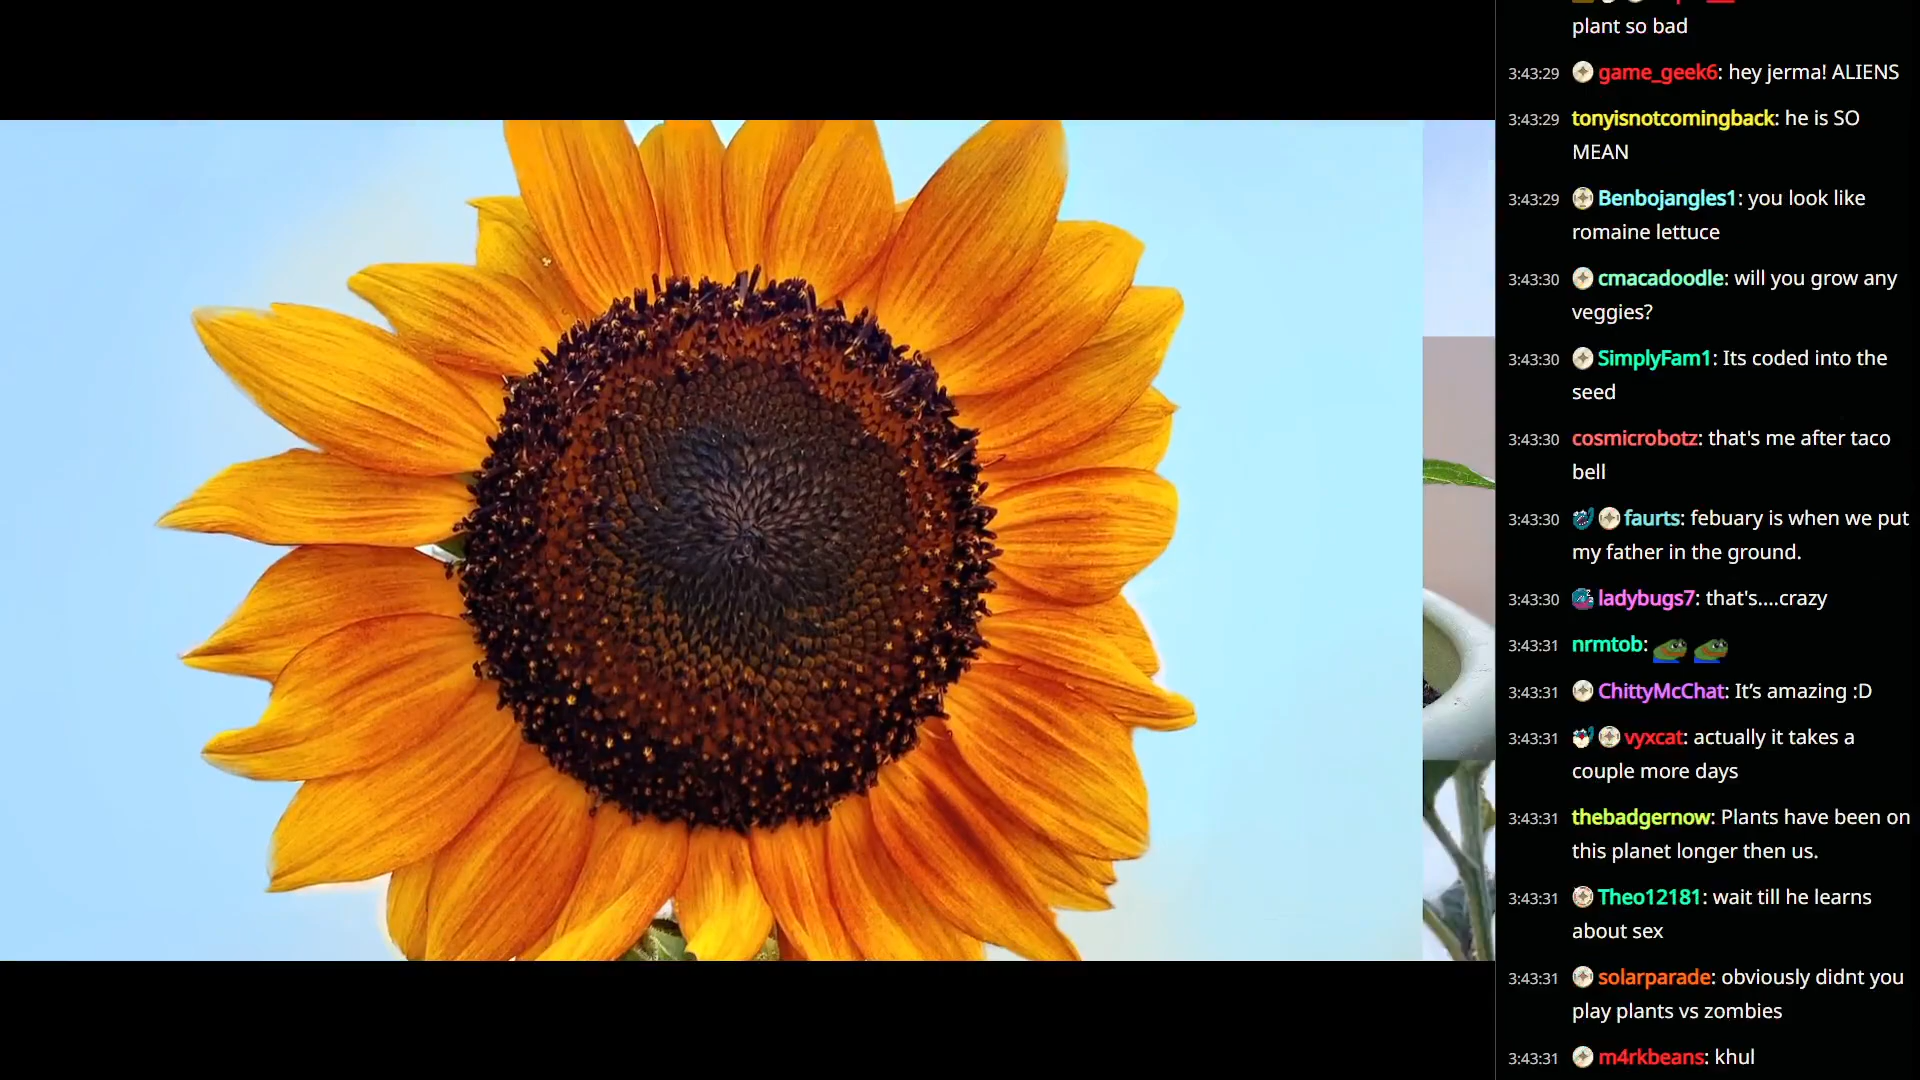 plant so bad
3:43:29 game_geek6: hey jerma! ALIENS
3:43:29 tonyisnotcomingback: he is SO
MEAN
3:43:29 Benbojangles1: you look like
romaine lettuce
3:43:30 cmacadoodle: will you grow any
veggies?
3:43:30 SimplyFam1: Its coded into the
seed
3:43:30 cosmicrobotz: that's me after taco
bell
3:43:30 faurts: febuary is when we put
my father in the ground.
3:43:30 ladybugs7: that's....crazy
3:43:31 nrmtob:
3:43:31 ChittyMcChat: It’s amazing :D
3:43:31 vyxcat: actually it takes a
couple more days
3:43:31 thebadgernow: Plants have been on
this planet longer then us.
3:43:31 Theo12181: wait till he learns
about sex
3:43:31 solarparade: obviously didnt you
play plants vs zombies
3:43:31 m4rkbeans: khul